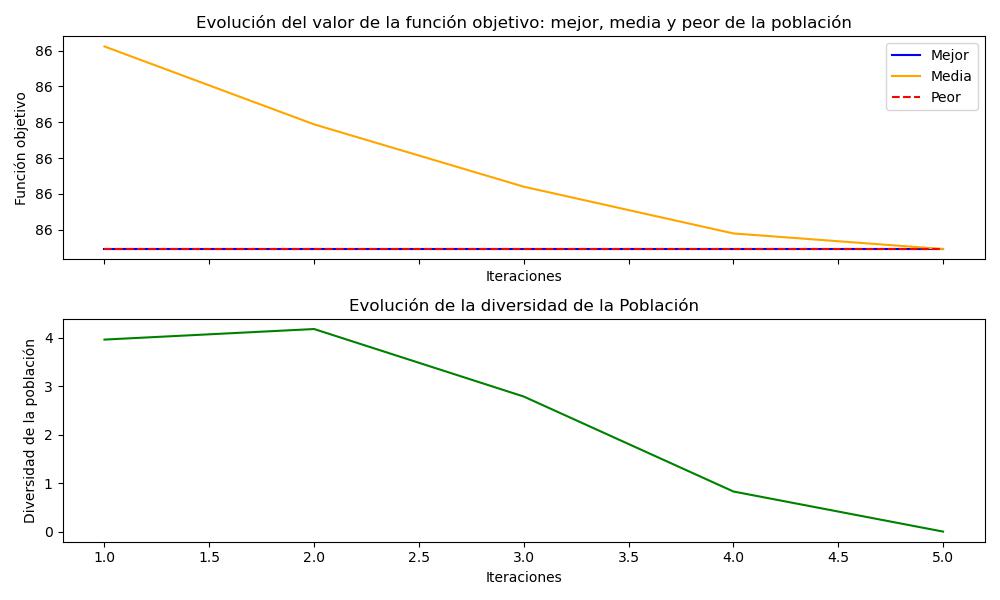 Evolución del valor de la función objetivo: mejor, media y peor de la población
Función objetivo
86
86
86
86
86
86
Mejor
Media
Peor
Iteraciones
Evolución de la diversidad de la Población
Diversidad de la población
4
3
2
1
0
1.0 1.5 2.0 2.5 3.0 3.5 4.0 4.5 5.0
Iteraciones